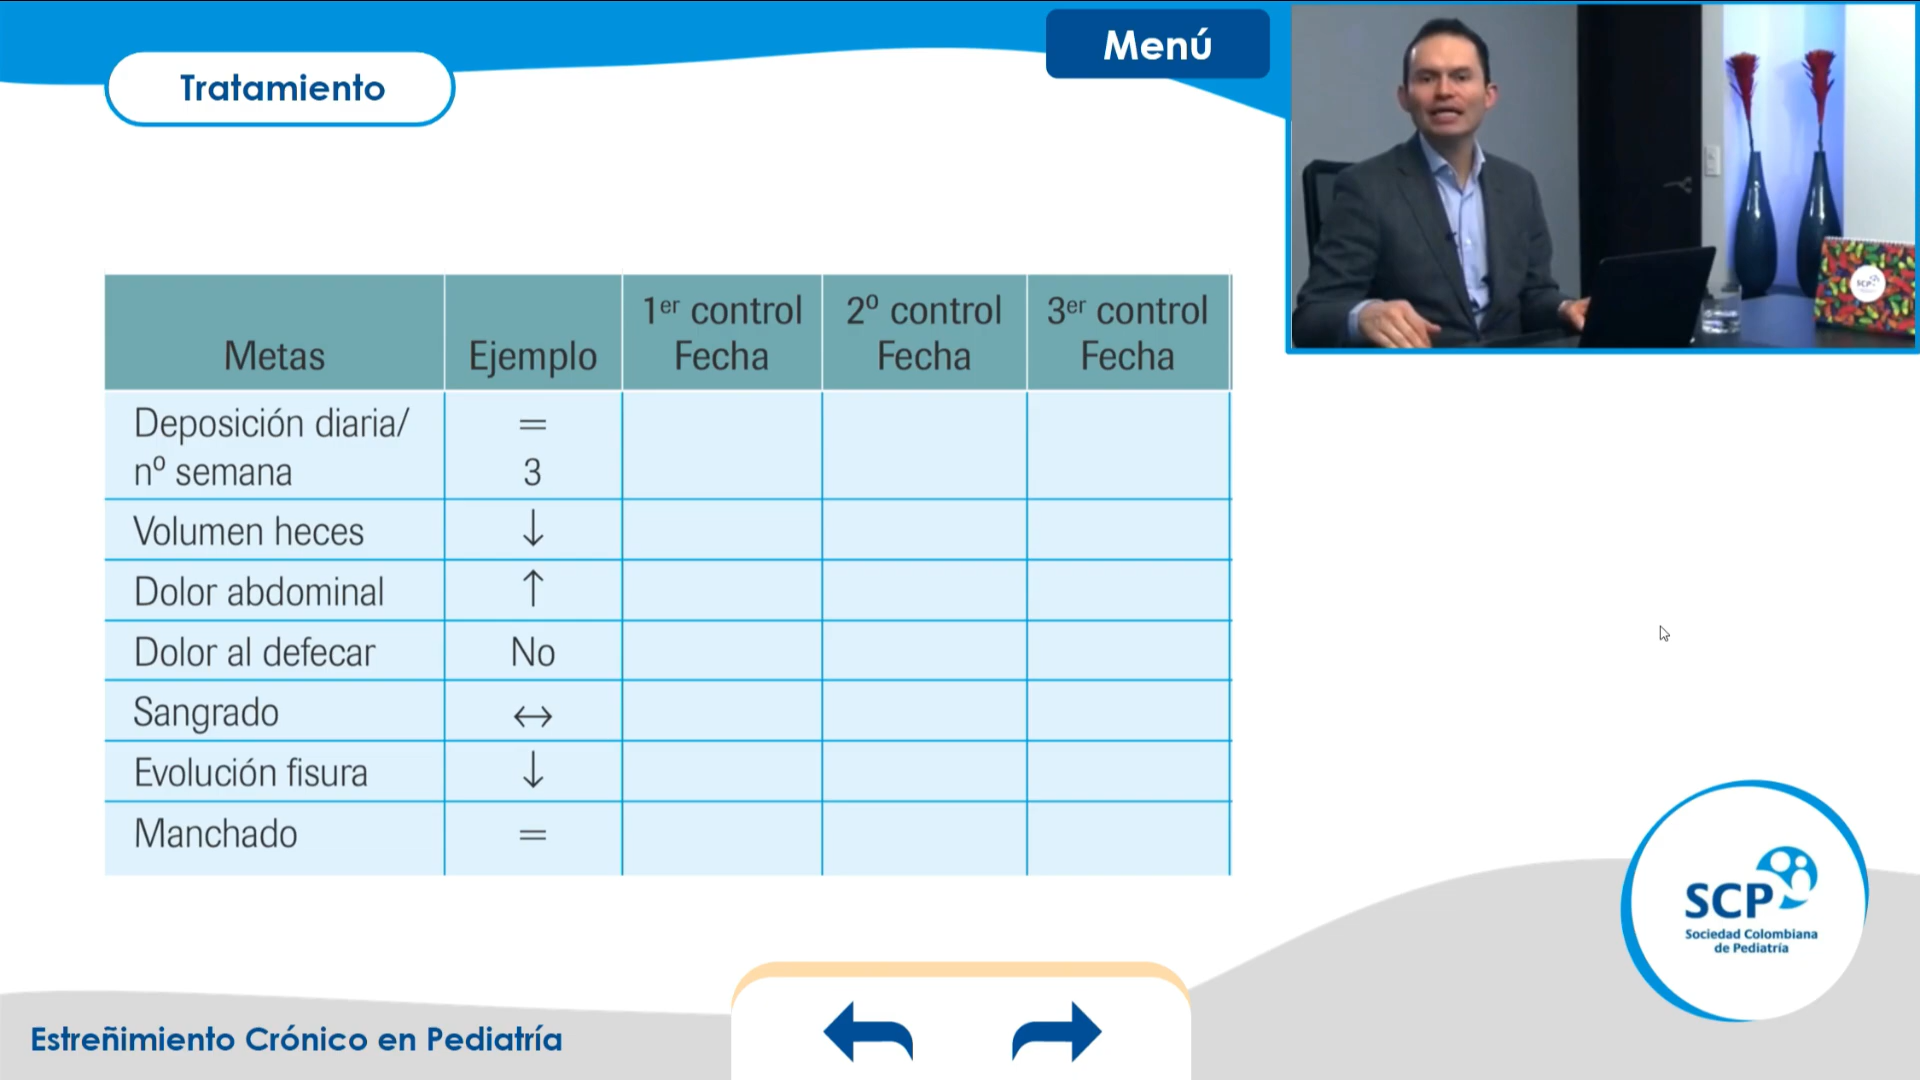 Menú
Tratamiento
Metas Ejemplo 1er control Fecha 2º control Fecha 3er control Fecha
Deposición diaria/ =
nº semana 3
Volumen heces ↓
Dolor abdominal ↑
Dolor al defecar No
Sangrado ↔
Evolución fisura ↓
Manchado =
SCP
SCP
Sociedad Colombiana
de Pediatría
Estreñimiento Crónico en Pediatría